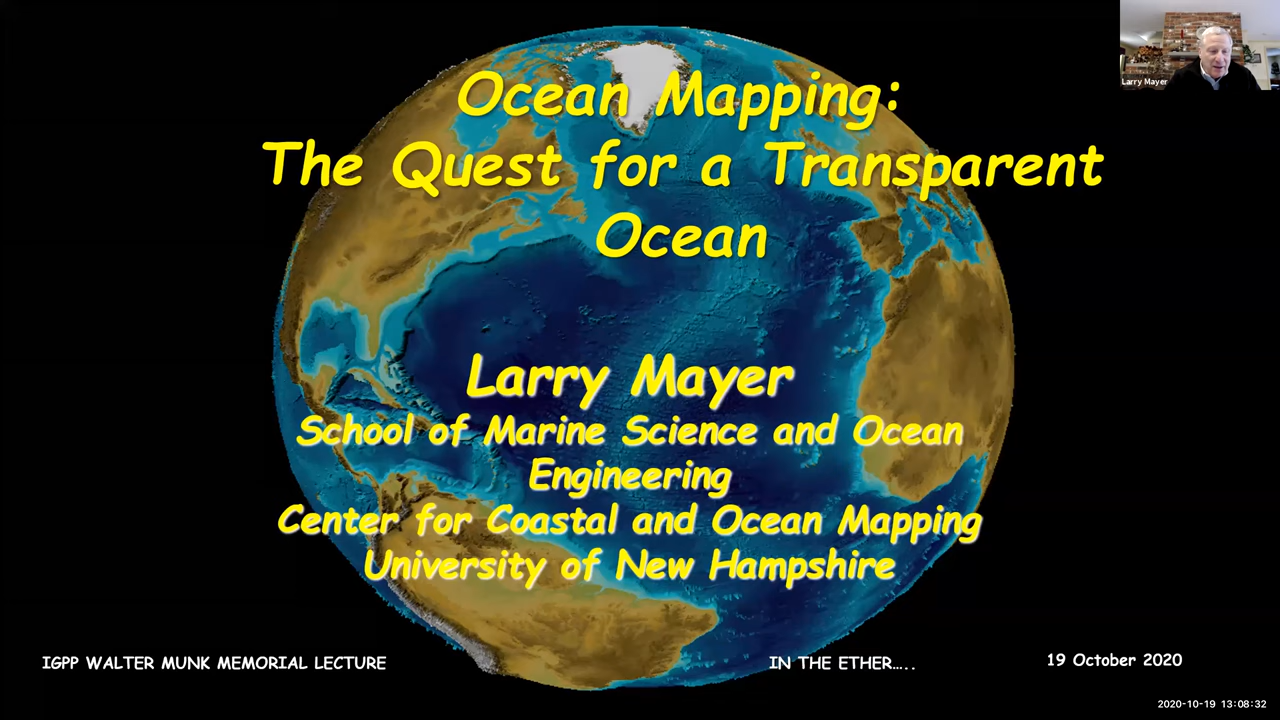 Ocean Mapping:
The Quest for a Transparent
Ocean
Larry Mayer
Larry Mayer
School of Marine Science and Ocean
Engineering
Center for Coastal and Ocean Mapping
University of New Hampshire
IGPP WALTER MUNK MEMORIAL LECTURE
IN THE ETHER…..
19 October 2020
2020-10-19 13:08:32